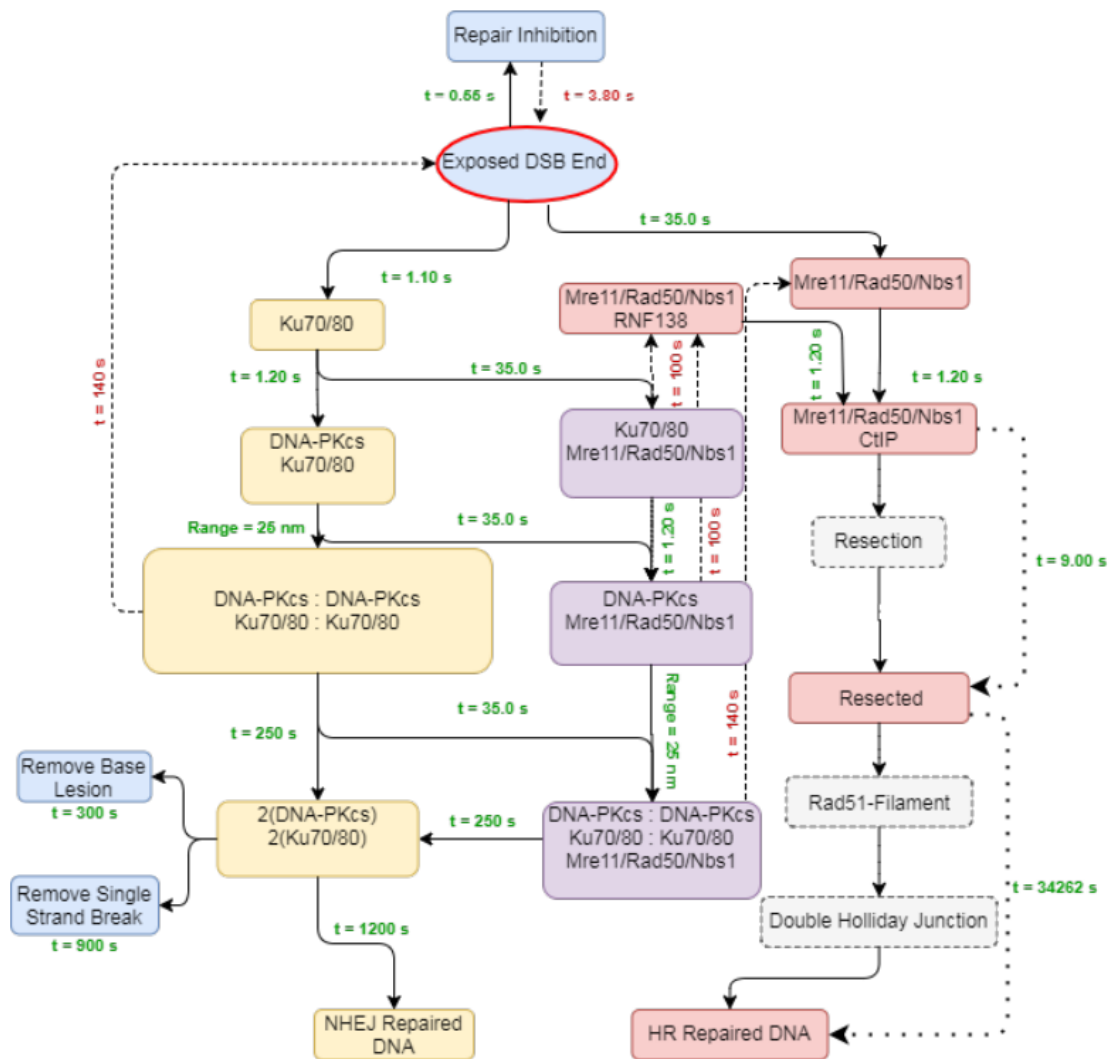 Repair Inhibition
t = 0.55 s
t = 3.80 s
Exposed DSB End
t = 35.0 s
t = 1.10 s
Mre11/Rad50/Nbs1
RNF138
Mre11/Rad50/Nbs1
Ku70/80
t = 140 s
t = 1.20 s
t = 35.0 s
t = 100 s
t = 1.20 s
t = 1.20 s
DNA-PKcs
Ku70/80
Ku70/80
Mre11/Rad50/Nbs1
Mre11/Rad50/Nbs1
CtIP
Range = 25 nm
t = 35.0 s
t = 1.20 s
t = 100 s
Resection
t = 9.00 s
DNA-PKcs : DNA-PKcs
Ku70/80 : Ku70/80
DNA-PKcs
Mre11/Rad50/Nbs1
Resected
t = 250 s
t = 35.0 s
Range = 25 nm
t = 140 s
Remove Base
Lesion
t = 300 s
2(DNA-PKcs)
2(Ku70/80)
t = 250 s
DNA-PKcs : DNA-PKcs
Ku70/80 : Ku70/80
Mre11/Rad50/Nbs1
Rad51-Filament
t = 34262 s
Remove Single
Strand Break
t = 900 s
t = 1200 s
Double Holliday Junction
NHEJ Repaired
DNA
HR Repaired DNA